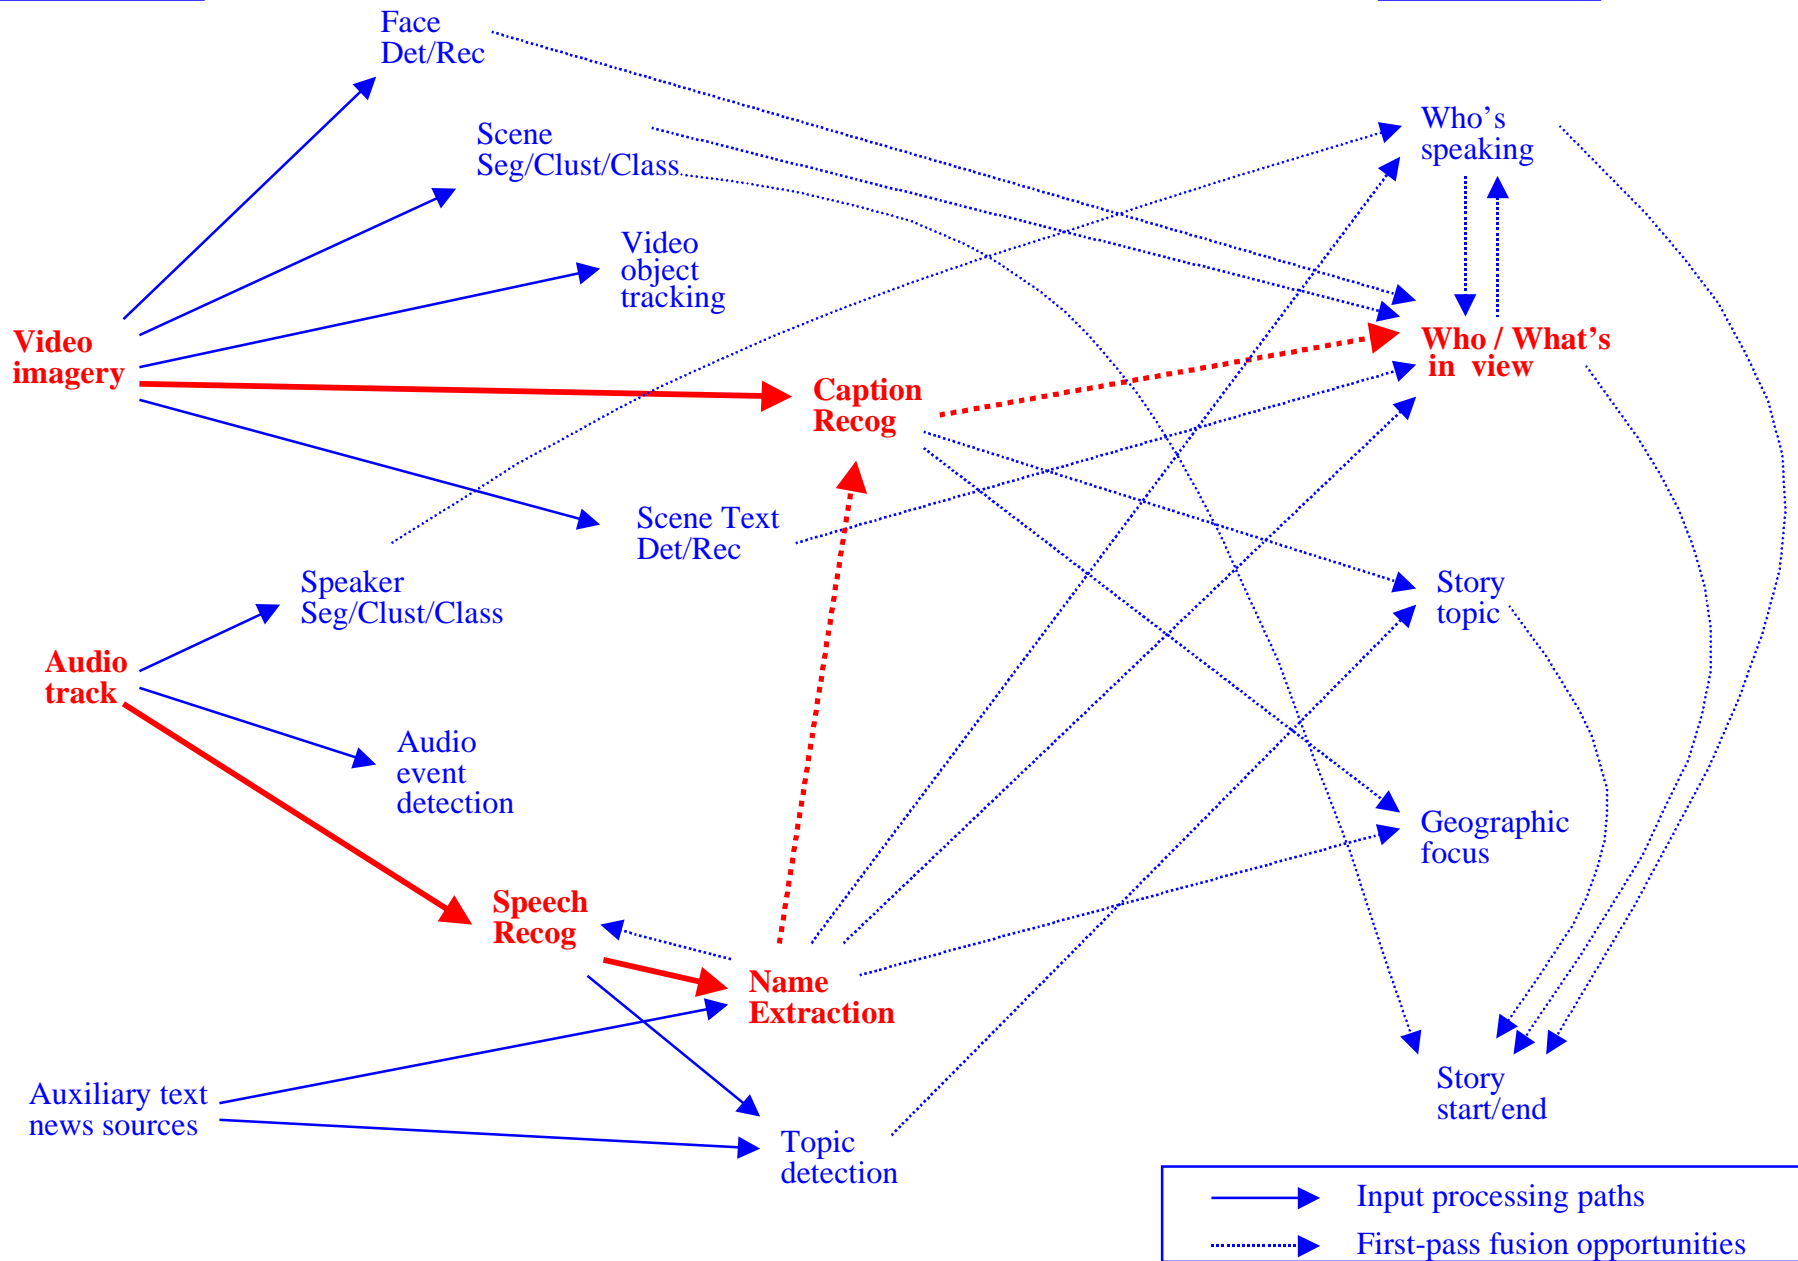 Face
Det/Rec
Scene
Seg/Clust/Class
Who's
speaking
Video
object
tracking
Video
imagery
Who / What's
in view
Caption
Recog
Scene Text
Det/Rec
Speaker
Seg/Clust/Class
Story
topic
Audio
track
Audio
event
detection
Geographic
focus
Speech
Recog
Name
Extraction
Auxiliary text
news sources
Story
start/end
Topic
detection
Input processing paths
First-pass fusion opportunities